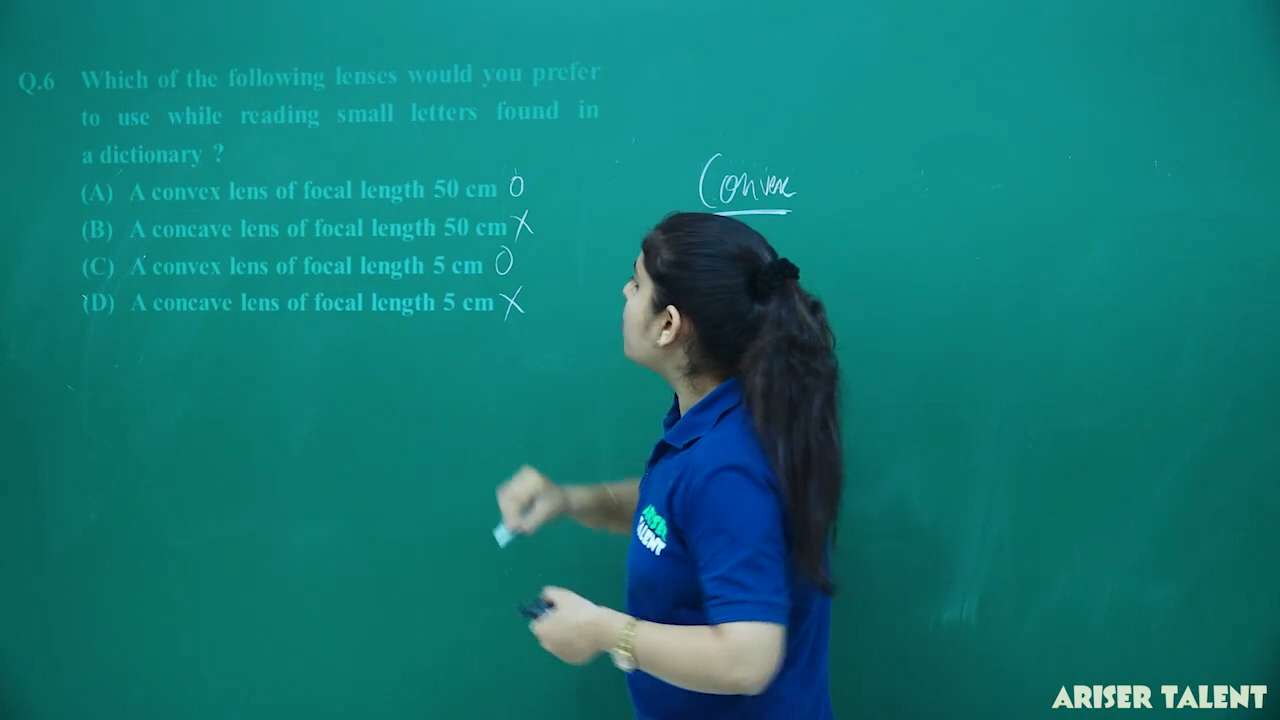 Q.6 Which of the following lenses would you prefer
to use while reading small letters found in
a dictionary ?
(A) A convex lens of focal length 50 cm O
(B) A concave lens of focal length 50 cm X
(C) A convex lens of focal length 5 cm O
(D) A concave lens of focal length 5 cm X
Convex
ARISER
TALENT
ARISER TALENT